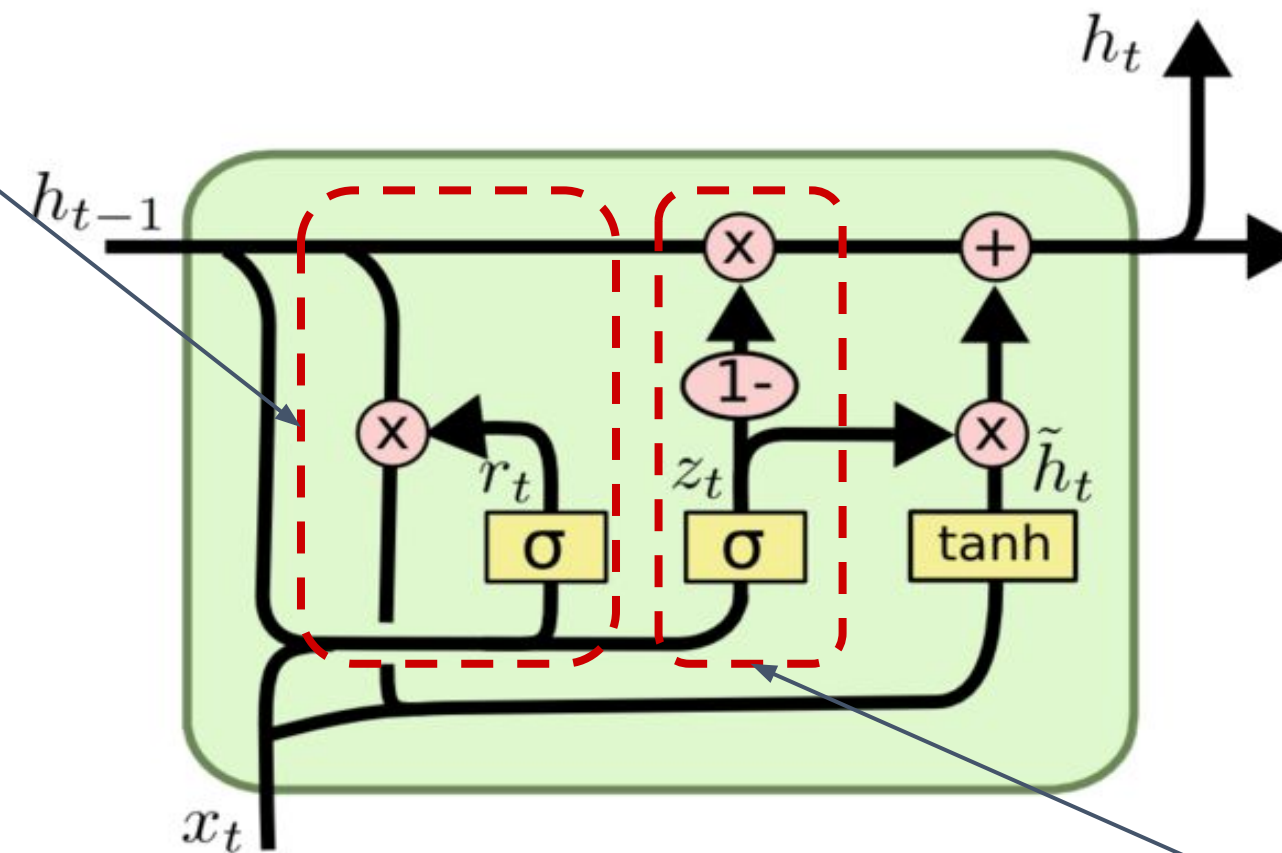 h_t
h_{t-1}
x
+
1-
x
x
r_t
z_t
h̃_t
σ
σ
tanh
x_t